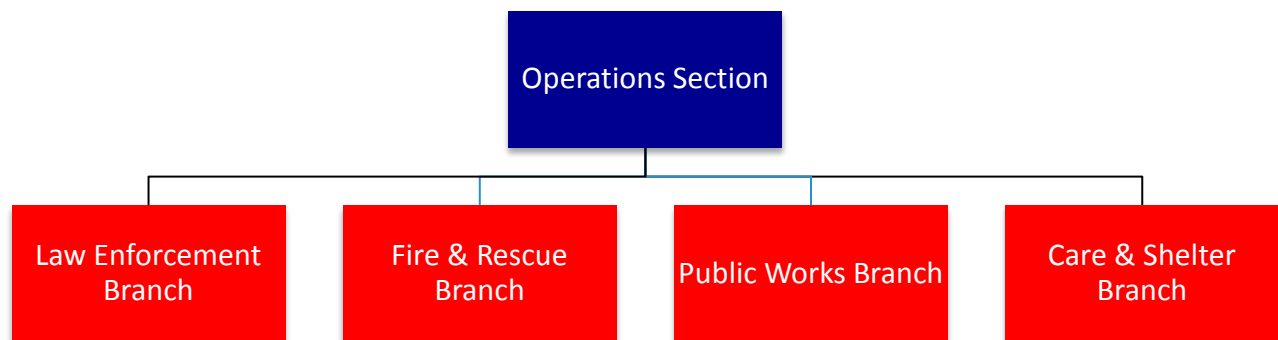 Operations Section
Law Enforcement
Branch
Fire & Rescue
Branch
Public Works Branch
Care & Shelter
Branch